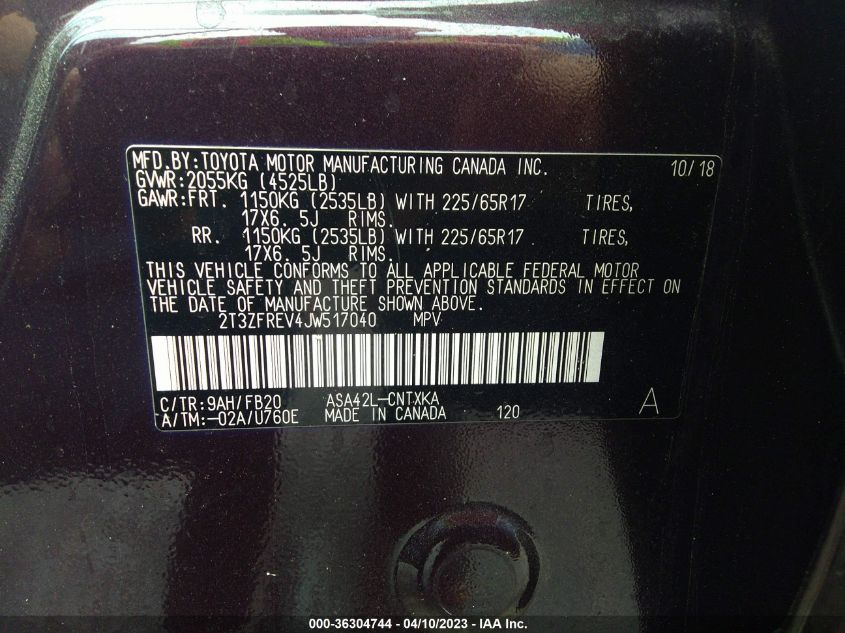 MFD.BY:TOYOTA MOTOR MANUFACTURING CANADA INC. 10/18
GVWR:2055KG (4525LB)
GAWR:FRT. 1150KG (2535LB) WITH 225/65R17 TIRES,
17X6. 5J RIMS.
RR. 1150KG (2535LB) WITH 225/65R17 TIRES,
17X6. 5J RIMS.
THIS VEHICLE CONFORMS TO ALL APPLICABLE FEDERAL MOTOR
VEHICLE SAFETY AND THEFT PREVENTION STANDARDS IN EFFECT ON
THE DATE OF MANUFACTURE SHOWN ABOVE.
2T3ZFREV4JW517040 MPV
C/TR:9AH/FB20 ASA42L-CNTXKA
A/TM:-02A/U760E MADE IN CANADA 120 A
000-36304744 - 04/10/2023 - IAA Inc.